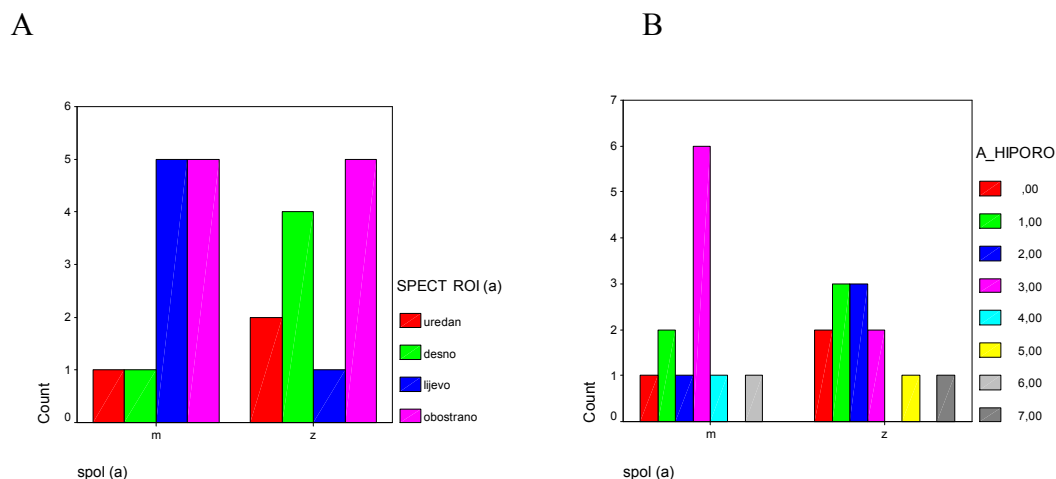 A
B
6
5
4
3
2
1
0
Count
m
z
spol (a)
SPECT ROI (a)
uredan
desno
lijevo
obostrano
7
6
5
4
3
2
1
0
Count
m
z
spol (a)
A_HIPORO
,00
1,00
2,00
3,00
4,00
5,00
6,00
7,00